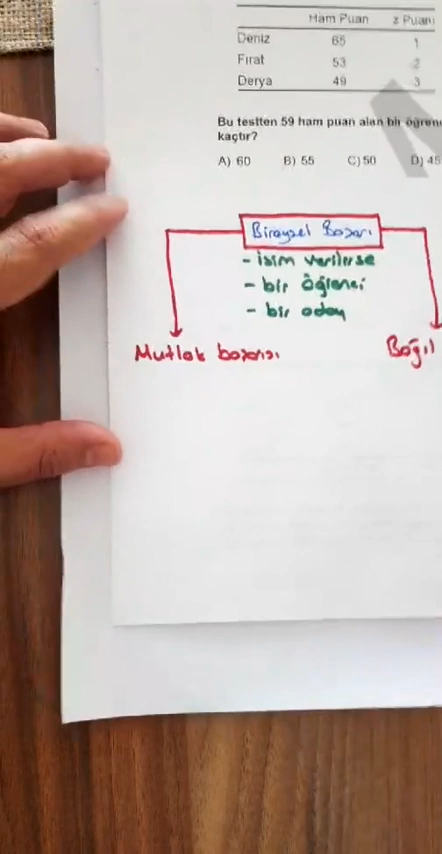 Ham Puan z Puanı
Deniz 65 1
Fırat 53 -2
Derya 49 -3
Bu testten 59 ham puan alan bir öğrenc
kaçtır?
A) 60 B) 55 C) 50 D) 45
Bireysel Başarı
- isim verilirse
- bir öğrenci
- bir aday
Mutlak başarısı
Bağıl